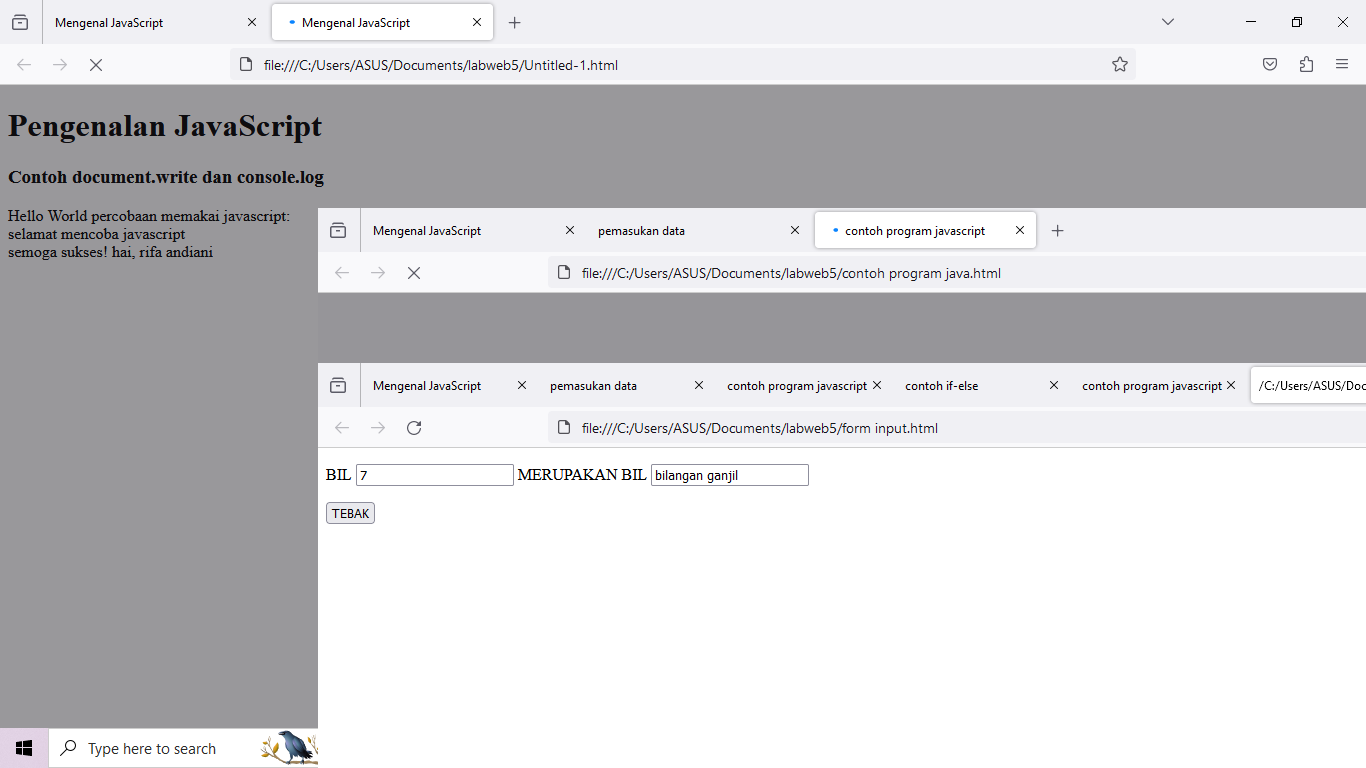 Mengenal JavaScript
Mengenal JavaScript
file:///C:/Users/ASUS/Documents/labweb5/Untitled-1.html
Pengenalan JavaScript
Contoh document.write dan console.log
Hello World percobaan memakai javascript:
selamat mencoba javascript
semoga sukses! hai, rifa andiani
Mengenal JavaScript
pemasukan data
contoh program javascript
file:///C:/Users/ASUS/Documents/labweb5/contoh program java.html
Mengenal JavaScript
pemasukan data
contoh program javascript
contoh if-else
contoh program javascript
/C:/Users/ASUS/Doc
file:///C:/Users/ASUS/Documents/labweb5/form input.html
BIL 7 MERUPAKAN BIL bilangan ganjil
TEBAK
Type here to search